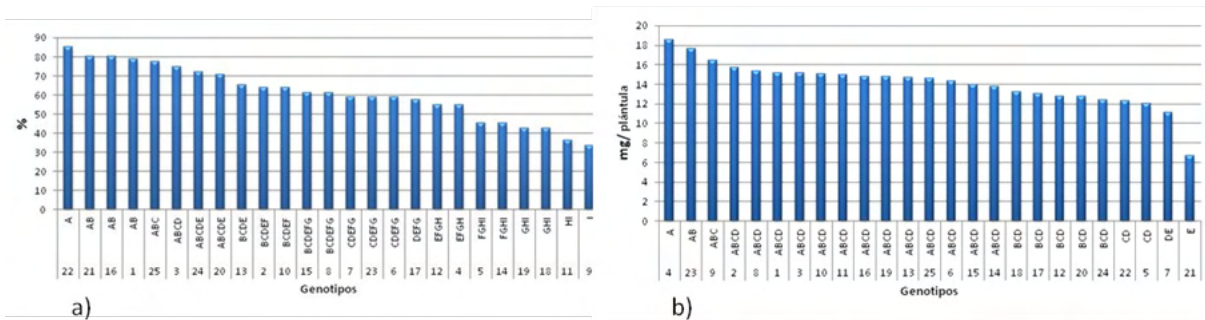 90
80
70
60
50
40
30
20
10
0
%
A AB AB AB ABC ABCD ABCDE ABCDE BCDE BCDEF BCDEF BCDEFG BCDEFG CDEFG CDEFG CDEFG DEFG EFGH EFGH FGHI FGHI GHI GHI HI I
22 21 16 1 25 3 24 20 13 2 10 15 8 7 23 6 17 12 4 5 14 19 18 11 9
Genotipos
a)
20
18
16
14
12
10
8
6
4
2
0
mg/ plántula
A AB ABC ABCD ABCD ABCD ABCD ABCD ABCD ABCD ABCD ABCD ABCD ABCD ABCD ABCD BCD BCD BCD BCD BCD CD CD DE E
4 23 9 2 8 1 3 10 11 16 19 13 25 6 15 14 18 17 12 20 24 22 5 7 21
Genotipos
b)